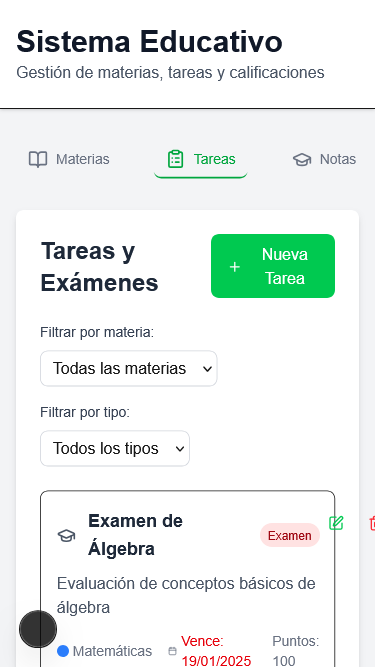 Sistema Educativo
Gestión de materias, tareas y calificaciones
Materias
Tareas
Notas
Tareas y
Exámenes
Nueva
Tarea
Filtrar por materia:
Todas las materias
Filtrar por tipo:
Todos los tipos
Examen de
Álgebra
Examen
Evaluación de conceptos básicos de
álgebra
Matemáticas
Vence:
19/01/2025
Puntos:
100